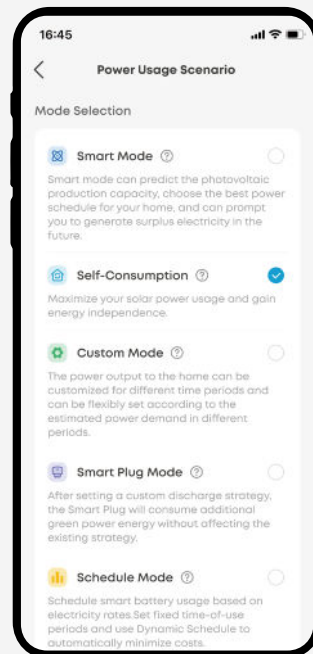 16:45
Power Usage Scenario
Mode Selection
Smart Mode
Smart mode can predict the photovoltaic
production capacity, choose the best power
schedule for your home, and can prompt
you to generate surplus electricity in the
future.
Self-Consumption
Maximize your solar power usage and gain
energy independence.
Custom Mode
The power output to the home can be
customized for different time periods and
can be flexibly set according to the
estimated power demand in different
periods.
Smart Plug Mode
After setting a custom discharge strategy,
the Smart Plug will consume additional
green power energy without affecting the
existing strategy.
Schedule Mode
Schedule smart battery usage based on
electricity rates.Set fixed time-of-use
periods and use Dynamic Schedule to
automatically minimize costs.